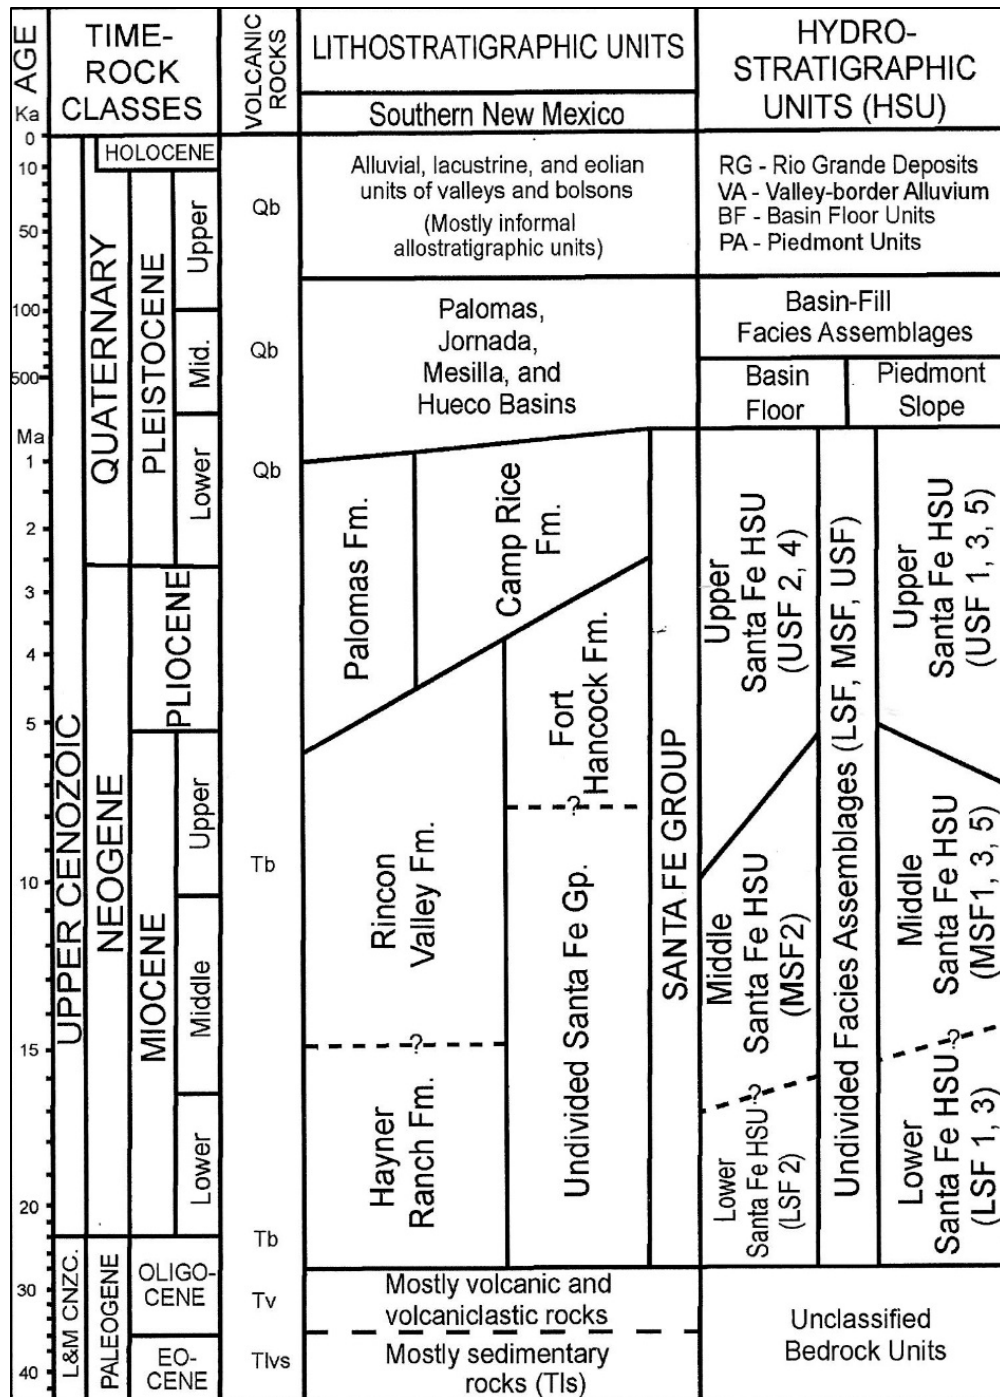 AGE
Ka
TIME-
ROCK
CLASSES
VOLCANIC
ROCKS
LITHOSTRATIGRAPHIC UNITS
Southern New Mexico
HYDRO-
STRATIGRAPHIC
UNITS (HSU)
0
10
50
100
500
Ma
1
2
3
4
5
10
15
20
30
40
UPPER CENOZOIC
L&M CNZC.
QUATERNARY
NEOGENE
PALEOGENE
HOLOCENE
PLEISTOCENE
Upper
Mid.
Lower
PLIOCENE
MIOCENE
Upper
Middle
Lower
OLIGO-
CENE
EO-
CENE
Qb
Qb
Qb
Tb
Tb
Tv
Tlvs
Alluvial, lacustrine, and eolian
units of valleys and bolsons
(Mostly informal
allostratigraphic units)
Palomas,
Jornada,
Mesilla, and
Hueco Basins
Palomas Fm.
Camp Rice
Fm.
Fort
Hancock Fm.
?
Rincon
Valley Fm.
?
Hayner
Ranch Fm.
Undivided Santa Fe Gp.
SANTA FE GROUP
Mostly volcanic and
volcaniclastic rocks
Mostly sedimentary
rocks (Tls)
RG - Rio Grande Deposits
VA - Valley-border Alluvium
BF - Basin Floor Units
PA - Piedmont Units
Basin-Fill
Facies Assemblages
Basin
Floor
Piedmont
Slope
Upper
Santa Fe HSU
(USF 2, 4)
Middle
Santa Fe HSU
(MSF2)
?
Lower
Santa Fe HSU
(LSF 2)
Undivided Facies Assemblages (LSF, MSF, USF)
Upper
Santa Fe HSU
(USF 1, 3, 5)
Middle
Santa Fe HSU
(MSF1, 3, 5)
?
Lower
Santa Fe HSU
(LSF 1, 3)
Unclassified
Bedrock Units